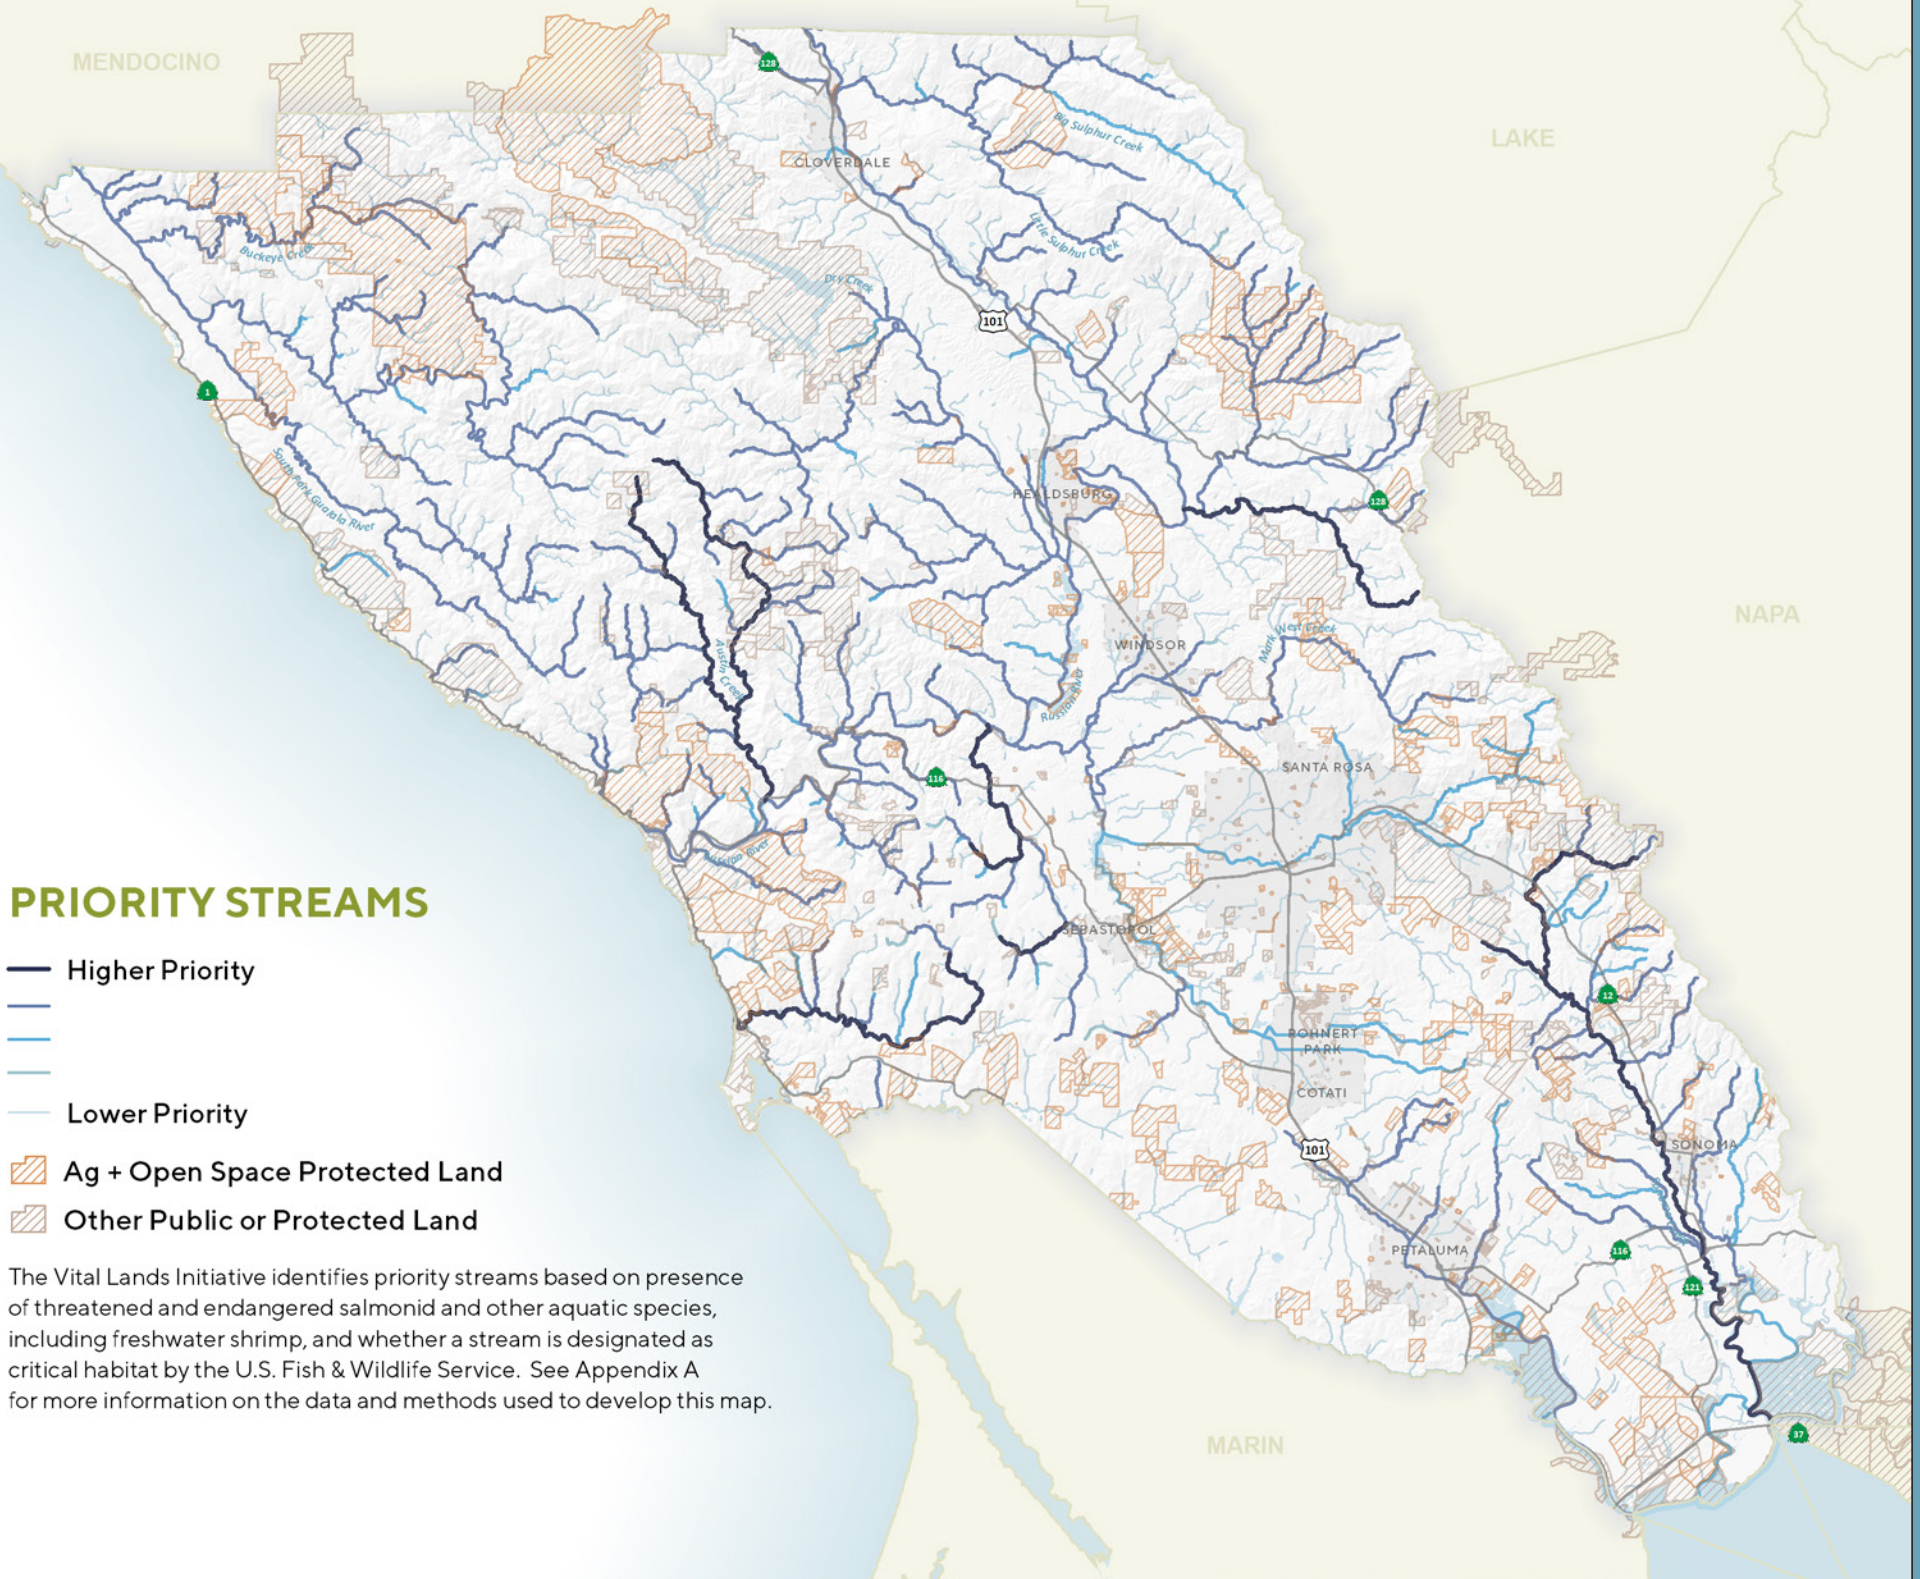 MENDOCINO
128
LAKE
Big Sulphur Creek
CLOVERDALE
Little Sulphur Creek
Buckeye Creek
Dry Creek
101
1
South Fork Gualala River
HEALDSBURG
128
NAPA
Mark West Creek
WINDSOR
Austin Creek
Russian River
116
SANTA ROSA
Russian River
SEBASTOPOL
12
ROHNERT
PARK
COTATI
101
SONOMA
PETALUMA
116
121
37
MARIN
PRIORITY STREAMS
Higher Priority
Lower Priority
Ag + Open Space Protected Land
Other Public or Protected Land
The Vital Lands Initiative identifies priority streams based on presence
of threatened and endangered salmonid and other aquatic species,
including freshwater shrimp, and whether a stream is designated as
critical habitat by the U.S. Fish & Wildlife Service. See Appendix A
for more information on the data and methods used to develop this map.